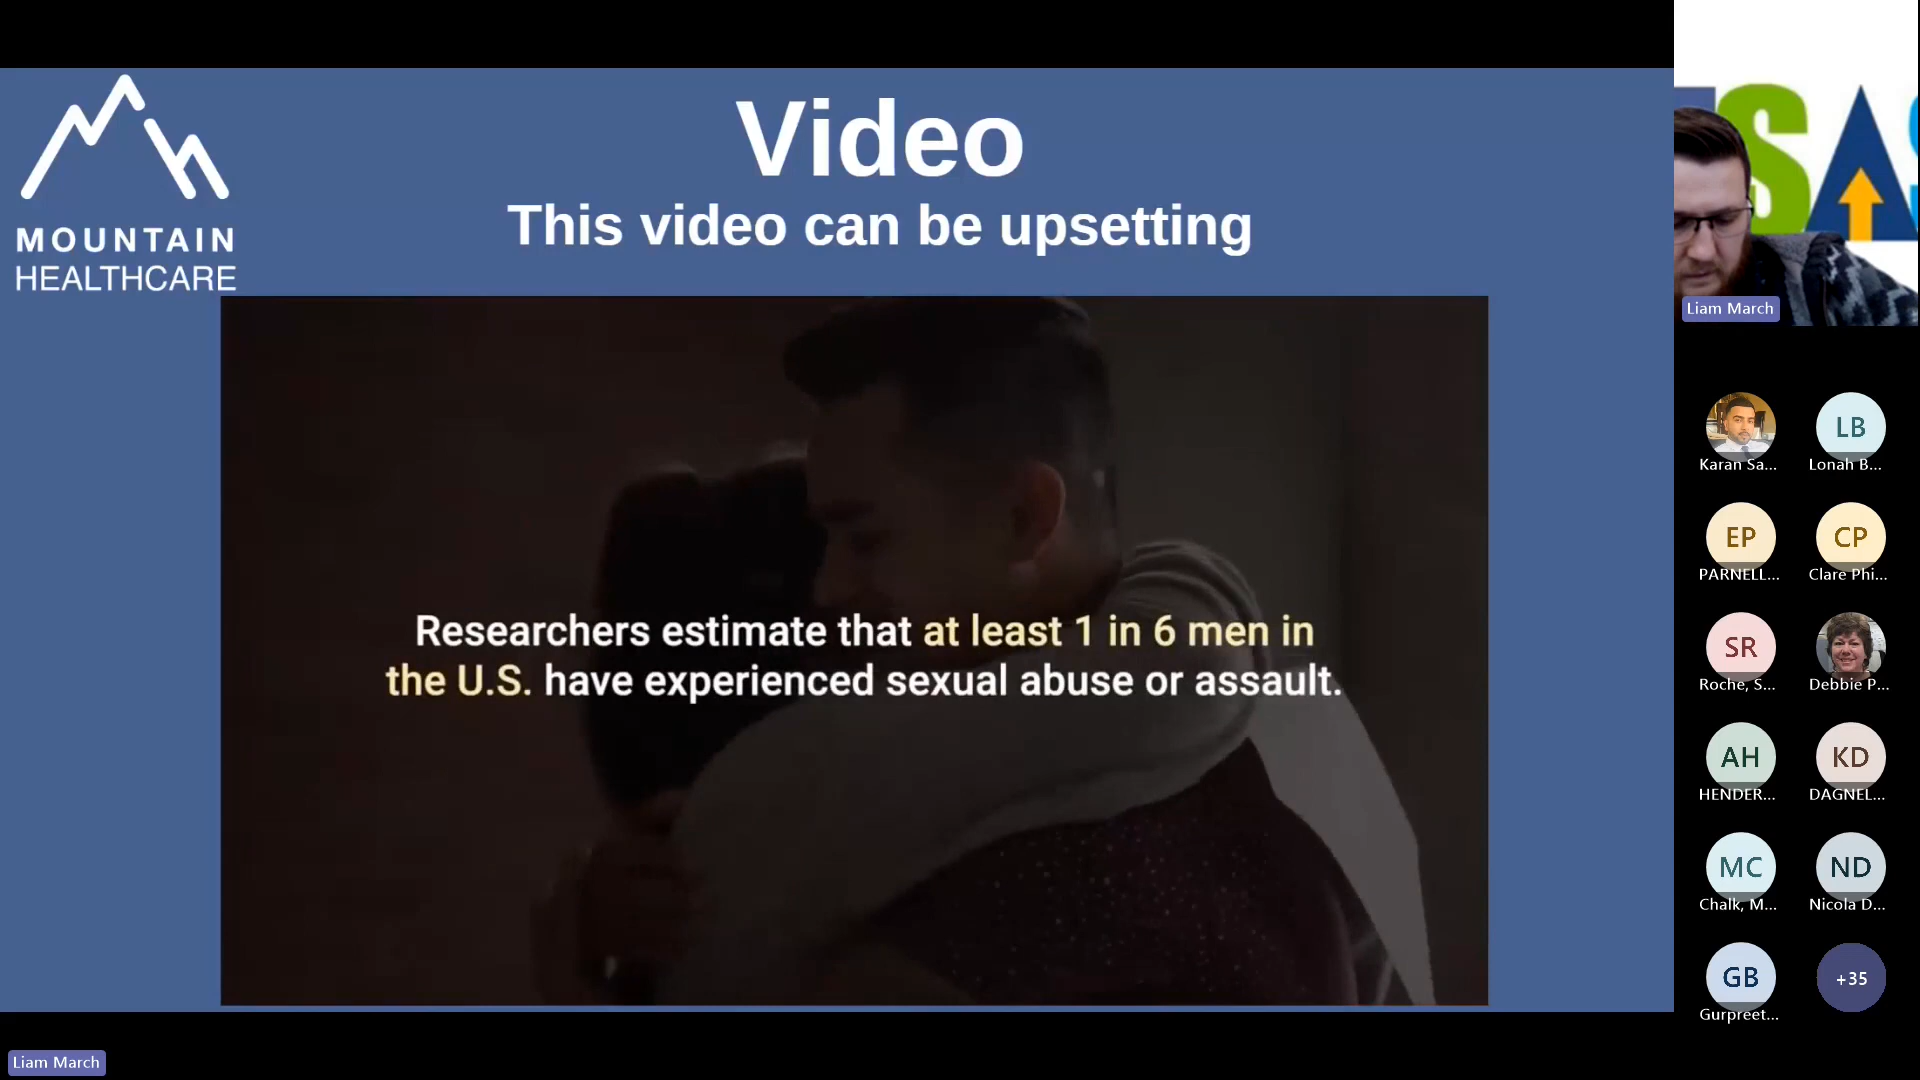 MOUNTAIN
HEALTHCARE
Video
This video can be upsetting
Researchers estimate that at least 1 in 6 men in
the U.S. have experienced sexual abuse or assault.
SA
Liam March
Karan Sa...
LB
Lonah B...
EP
PARNELL...
CP
Clare Phi...
SR
Roche, S...
Debbie P...
AH
HENDER...
KD
DAGNEL...
MC
Chalk, M...
ND
Nicola D...
GB
Gurpreet...
+35
Liam March